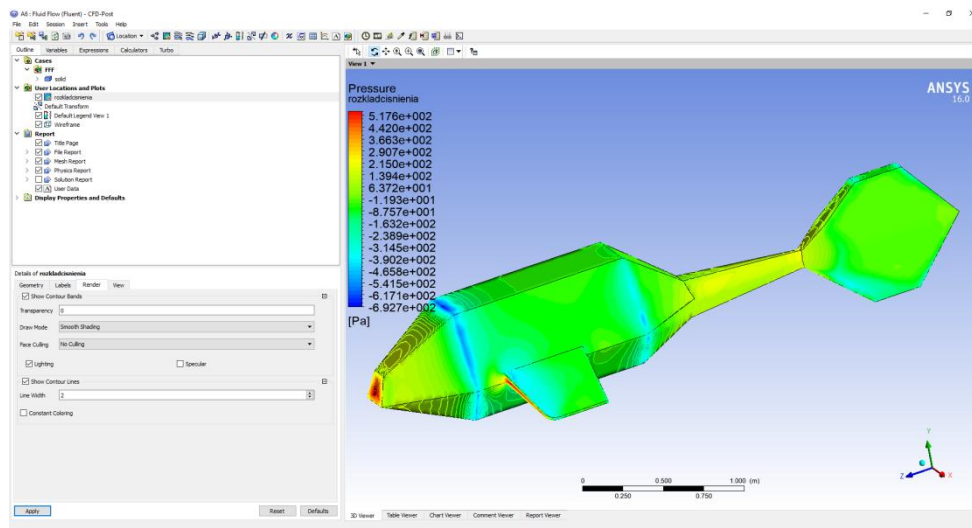 A8 : Fluid Flow (Fluent) - CFD-Post
File Edit Session Insert Tools Help
Location
Outline Variables Expressions Calculators Turbo
Cases
FFF
solid
User Locations and Plots
rozkladcisnienia
Default Transform
Default Legend View 1
Wireframe
Report
Title Page
File Report
Mesh Report
Physics Report
Solution Report
User Data
Display Properties and Defaults
Details of rozkladcisnienia
Geometry Labels Render View
Show Contour Bands
Transparency 0
Draw Mode Smooth Shading
Face Culling No Culling
Lighting Specular
Show Contour Lines
Line Width 2
Constant Coloring
Apply Reset Defaults
View 1
Pressure
rozkladcisnienia
5.176e+002
4.420e+002
3.663e+002
2.907e+002
2.150e+002
1.394e+002
6.372e+001
-1.193e+001
-8.757e+001
-1.632e+002
-2.389e+002
-3.145e+002
-3.902e+002
-4.658e+002
-5.415e+002
-6.171e+002
-6.927e+002
[Pa]
ANSYS
16.0
Y
Z X
0 0.500 1.000 (m)
0.250 0.750
3D Viewer Table Viewer Chart Viewer Comment Viewer Report Viewer